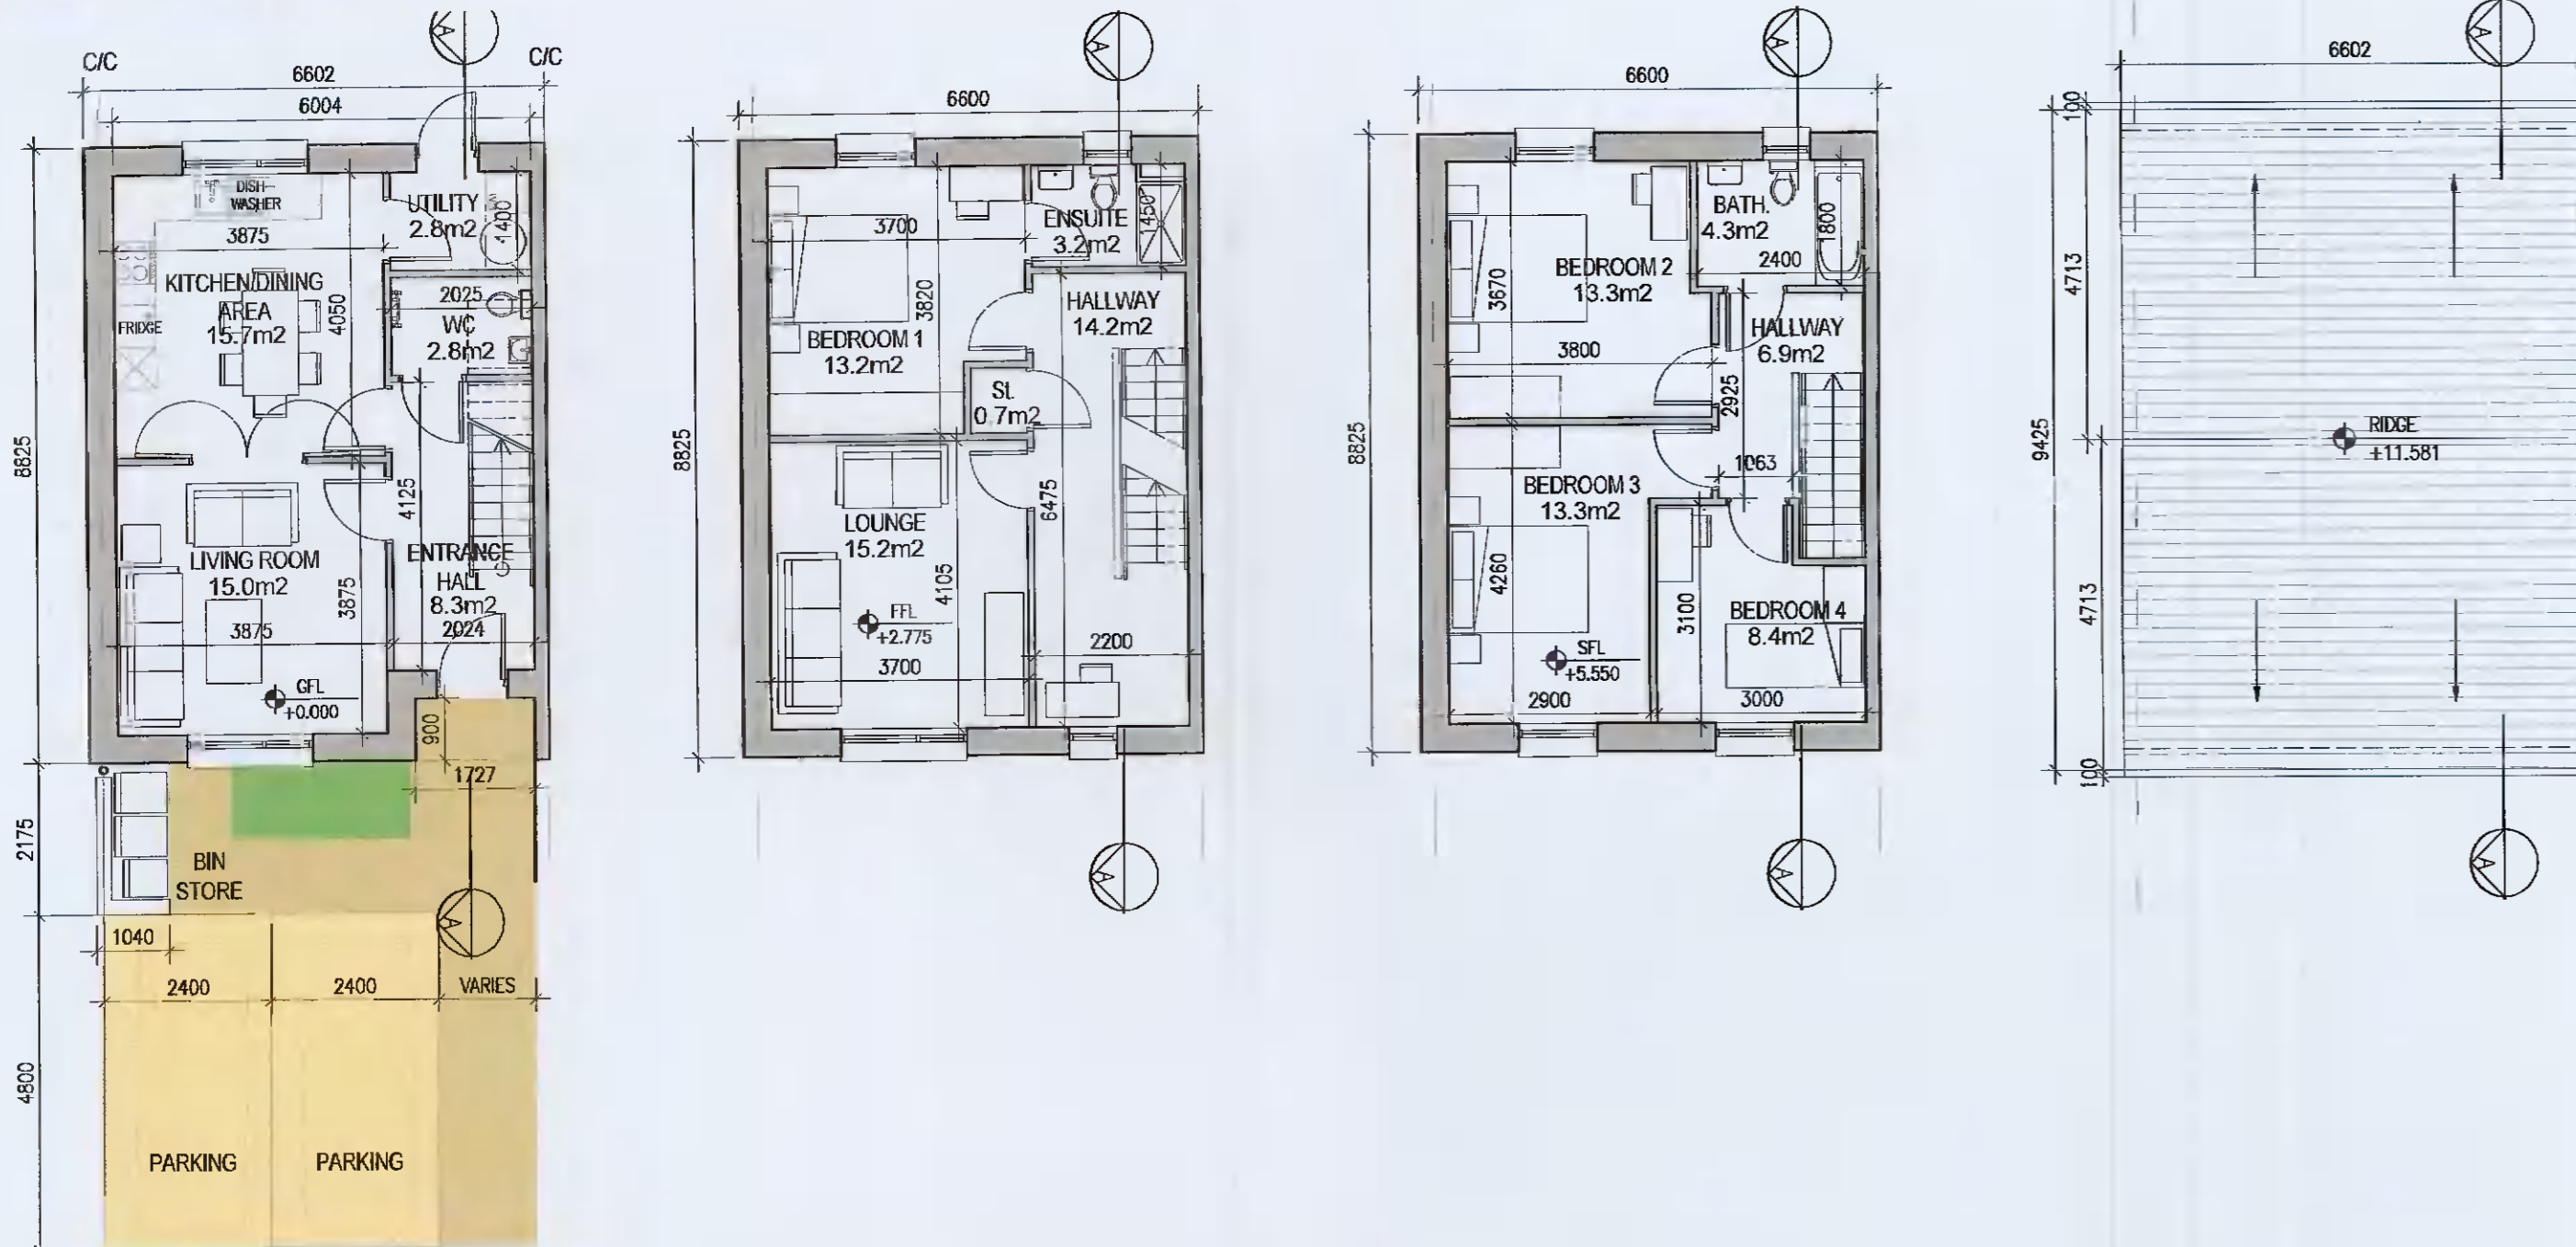 C/C
C/C
6602
6004
8825
2175
4800
DISH-
WASHER
3875
KITCHEN/DINING
AREA
15.7m2
FRIDGE
4050
UTILITY
2.8m2
1400
2025
WC
2.8m2
LIVING ROOM
15.0m2
3875
3875
4125
ENTRANCE
HALL
8.3m2
2024
GFL
+0.000
900
1727
BIN
STORE
1040
2400
2400
VARIES
PARKING
PARKING
A
A
6600
8825
3700
3820
BEDROOM 1
13.2m2
ENSUITE
3.2m2
1450
HALLWAY
14.2m2
St.
0.7m2
LOUNGE
15.2m2
6475
4105
FFL
+2.775
3700
2200
A
A
6600
8825
BEDROOM 2
13.3m2
3670
3800
BATH.
4.3m2
1800
2400
HALLWAY
6.9m2
2925
1063
BEDROOM 3
13.3m2
4260
SFL
+5.550
2900
BEDROOM 4
8.4m2
3100
3000
A
A
6602
100
4713
9425
4713
100
RIDGE
+11.581
A
A